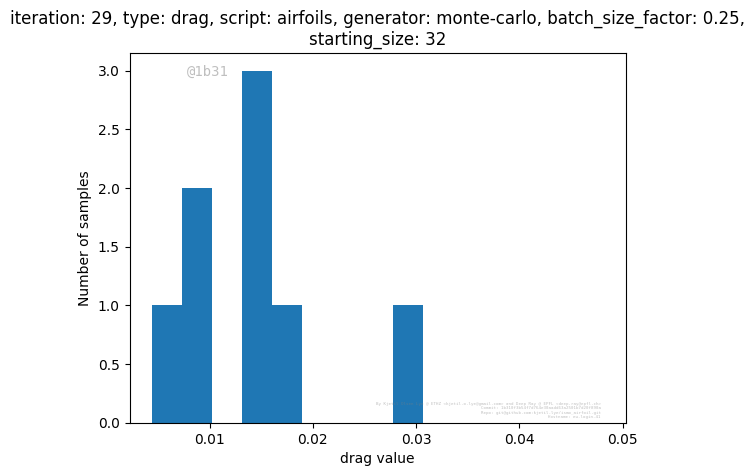 iteration: 29, type: drag, script: airfoils, generator: monte-carlo, batch_size_factor: 0.25,
starting_size: 32
@1b31
3.0
2.5
2.0
1.5
1.0
0.5
0.0
Number of samples
0.01
0.02
0.03
0.04
0.05
drag value